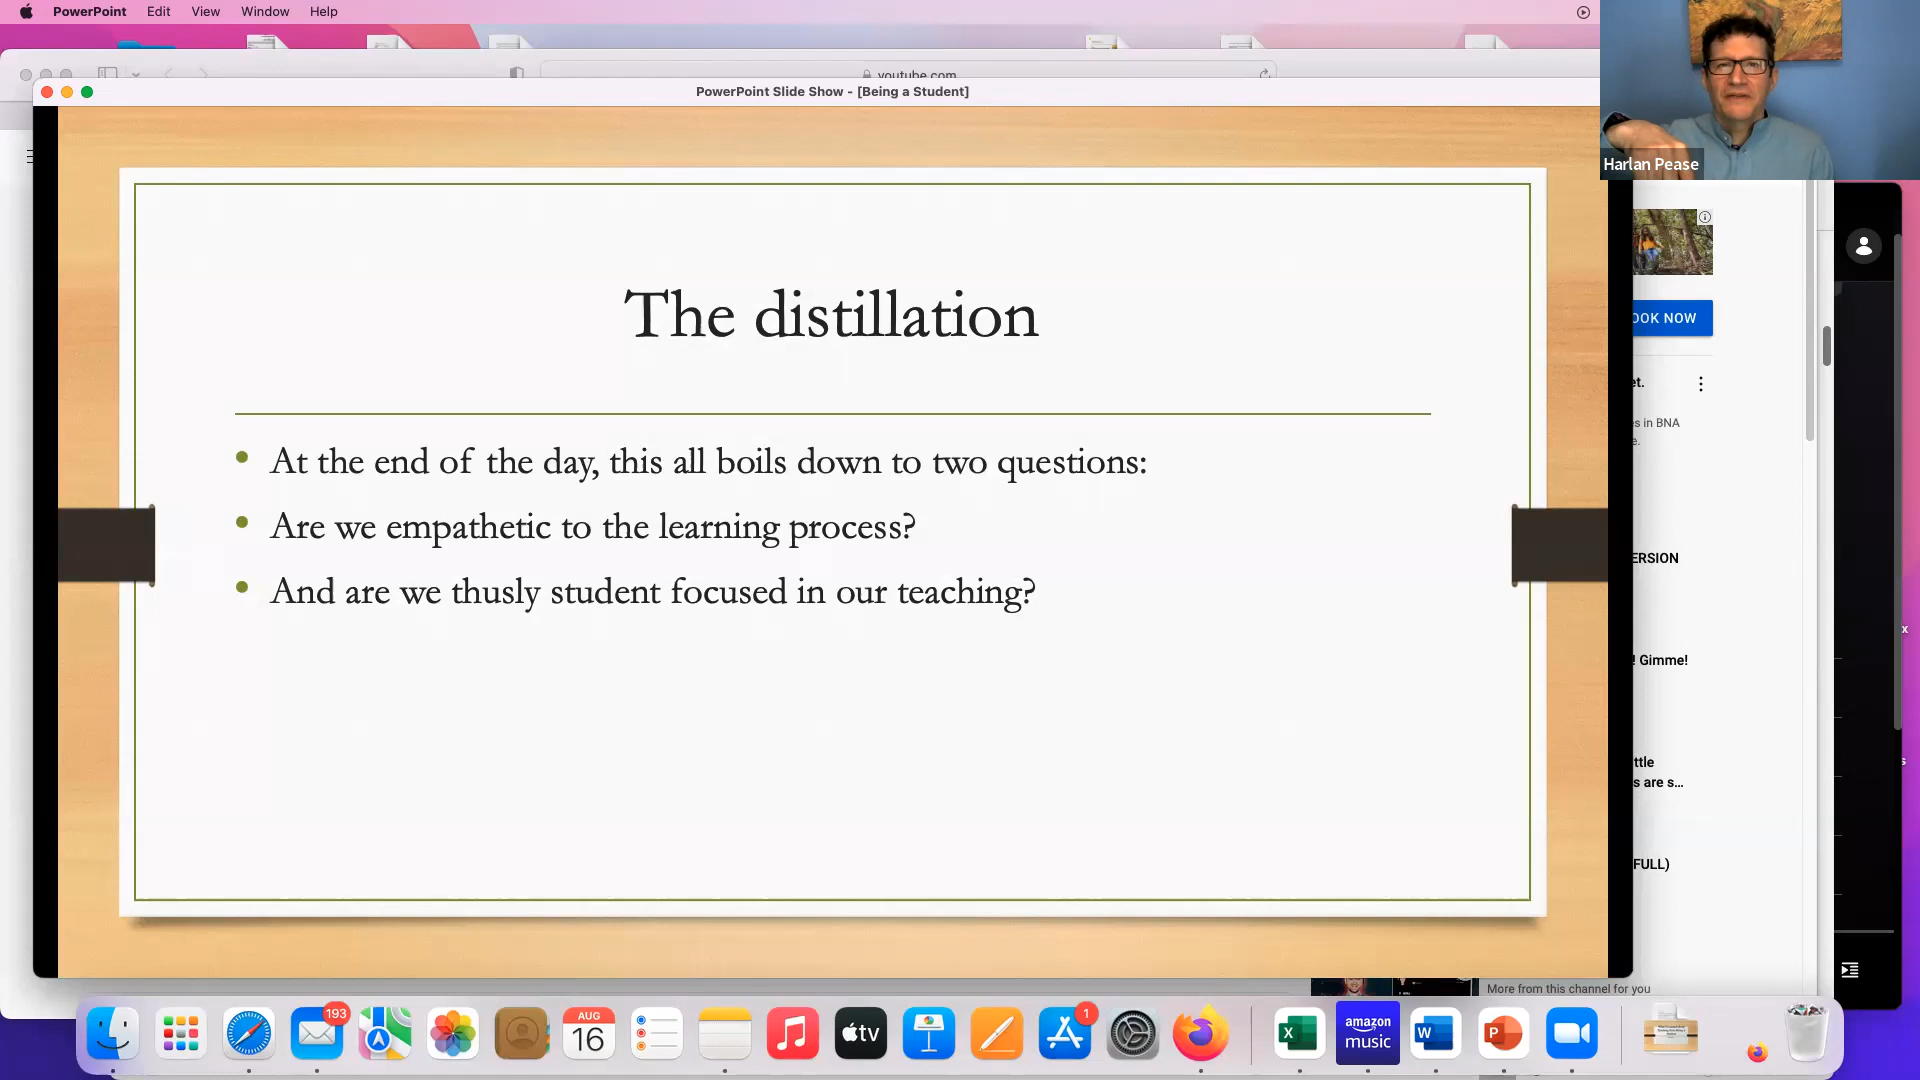 PowerPoint Edit View Window Help
youtube.com
PowerPoint Slide Show - [Being a Student]
Harlan Pease
The distillation
At the end of the day, this all boils down to two questions:
Are we empathetic to the learning process?
And are we thusly student focused in our teaching?
OOK NOW
et.
es in BNA
e.
ERSION
! Gimme!
ttle
s are s...
FULL)
x
s
More from this channel for you
193
AUG
16
tv
1
X
amazon
music
W
P